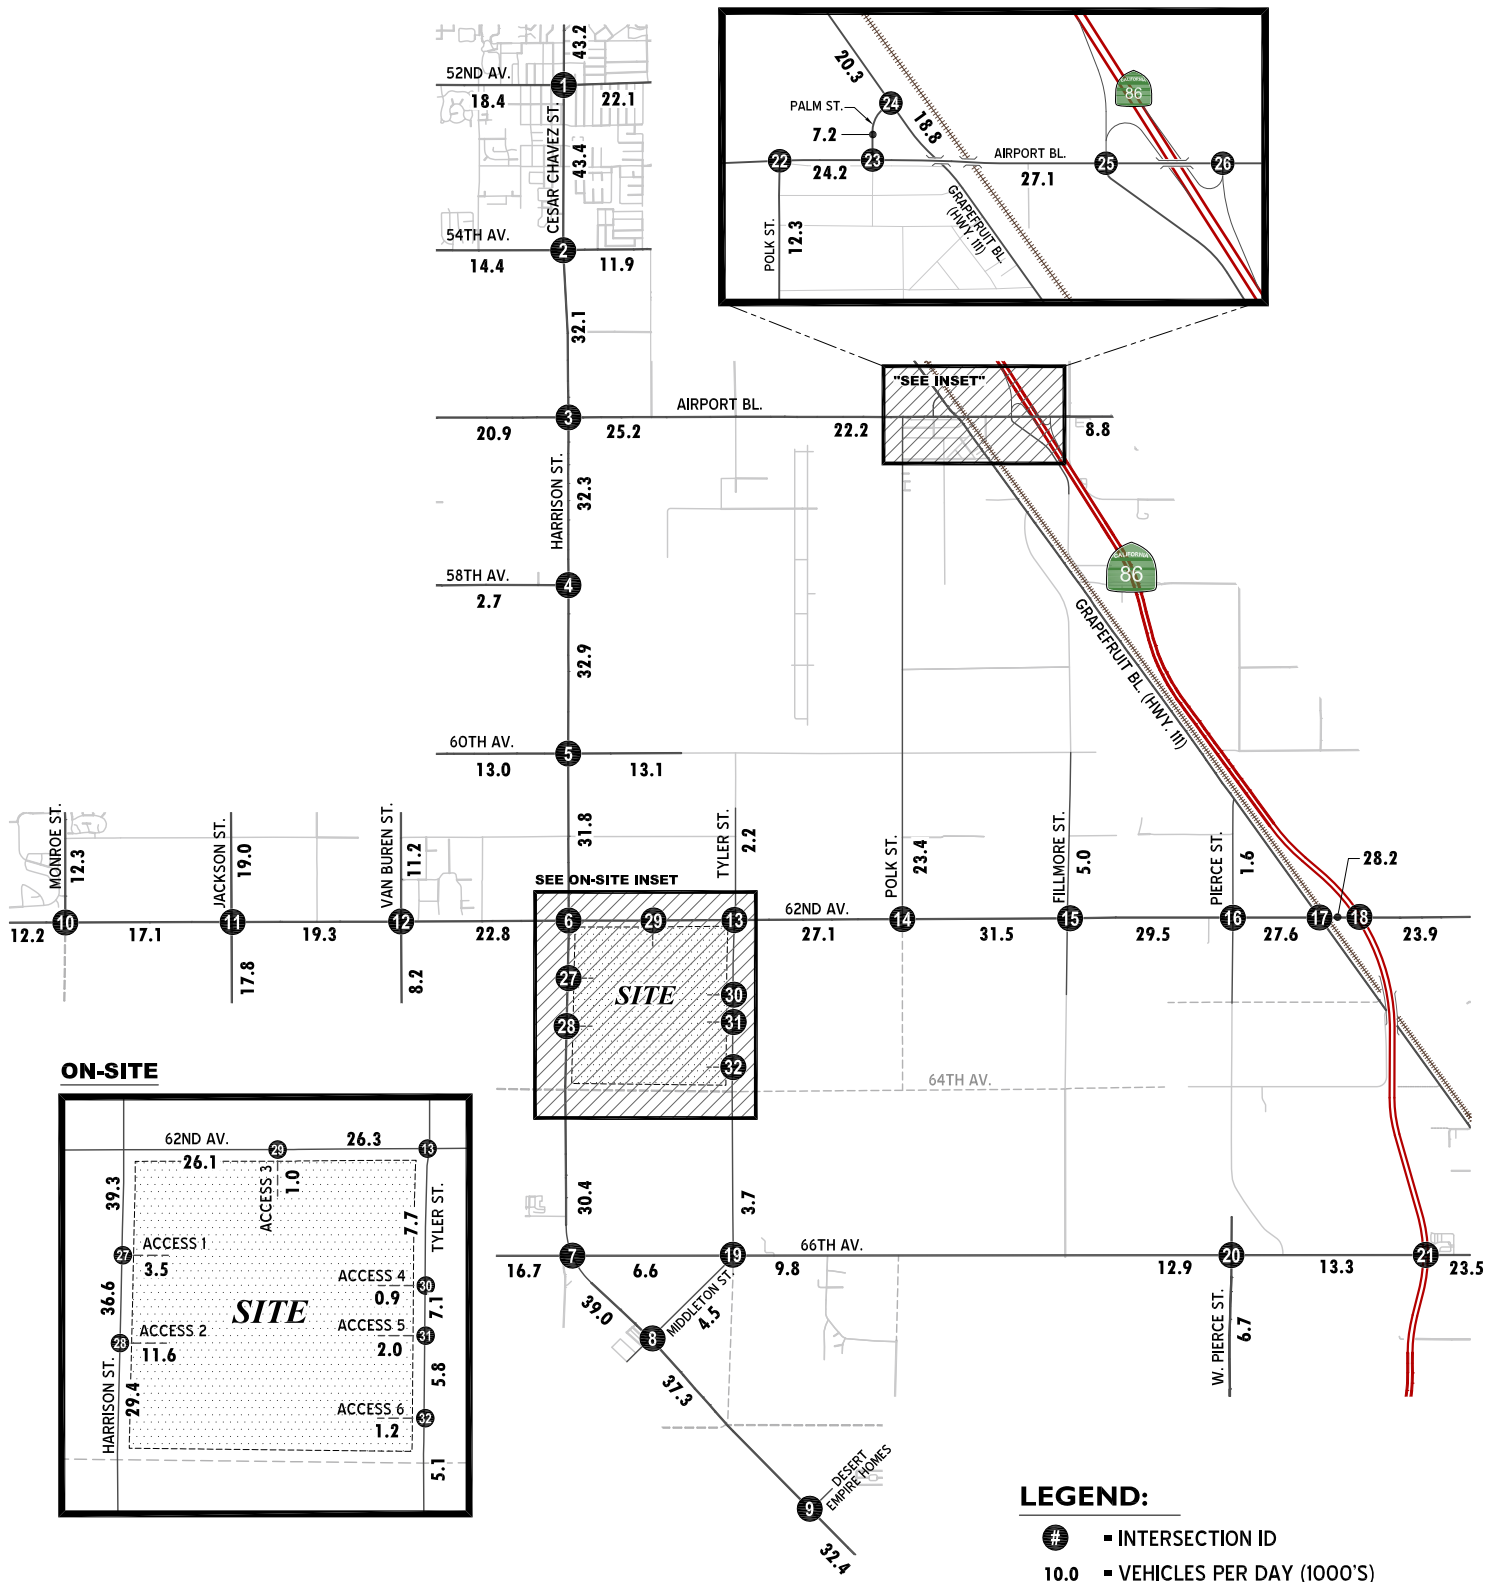 52ND AV.
18.4
1
22.1
43.2
CESAR CHAVEZ ST.
43.4
54TH AV.
14.4
2
11.9
32.1
20.3
24
PALM ST.
7.2
18.8
CALIFORNIA
86
22
24.2
23
AIRPORT BL.
27.1
25
26
POLK ST.
12.3
GRAPEFRUIT BL.
(HWY. 111)
"SEE INSET"
AIRPORT BL.
20.9
3
25.2
22.2
8.8
HARRISON ST.
32.3
58TH AV.
2.7
4
CALIFORNIA
86
32.9
GRAPEFRUIT BL. (HWY. 111)
60TH AV.
13.0
5
13.1
31.8
MONROE ST.
12.3
JACKSON ST.
19.0
VAN BUREN ST.
11.2
TYLER ST.
2.2
POLK ST.
23.4
FILLMORE ST.
5.0
PIERCE ST.
1.6
28.2
SEE ON-SITE INSET
10
11
12
6
29
13
62ND AV.
14
15
16
17
18
12.2
17.1
19.3
22.8
27.1
31.5
29.5
27.6
23.9
17.8
8.2
27
28
SITE
30
31
32
64TH AV.
ON-SITE
62ND AV.
26.1
29
26.3
13
39.3
ACCESS 3
1.0
7.7
TYLER ST.
27
ACCESS 1
3.5
36.6
SITE
ACCESS 4
0.9
30
7.1
28
ACCESS 2
11.6
ACCESS 5
2.0
31
HARRISON ST.
29.4
5.8
ACCESS 6
1.2
32
5.1
30.4
3.7
7
19
66TH AV.
20
21
16.7
6.6
9.8
12.9
13.3
23.5
39.0
MIDDLETON ST.
4.5
8
W. PIERCE ST.
6.7
37.3
9
DESERT
EMPIRE HOMES
32.4
LEGEND:
# = INTERSECTION ID
10.0 = VEHICLES PER DAY (1000'S)